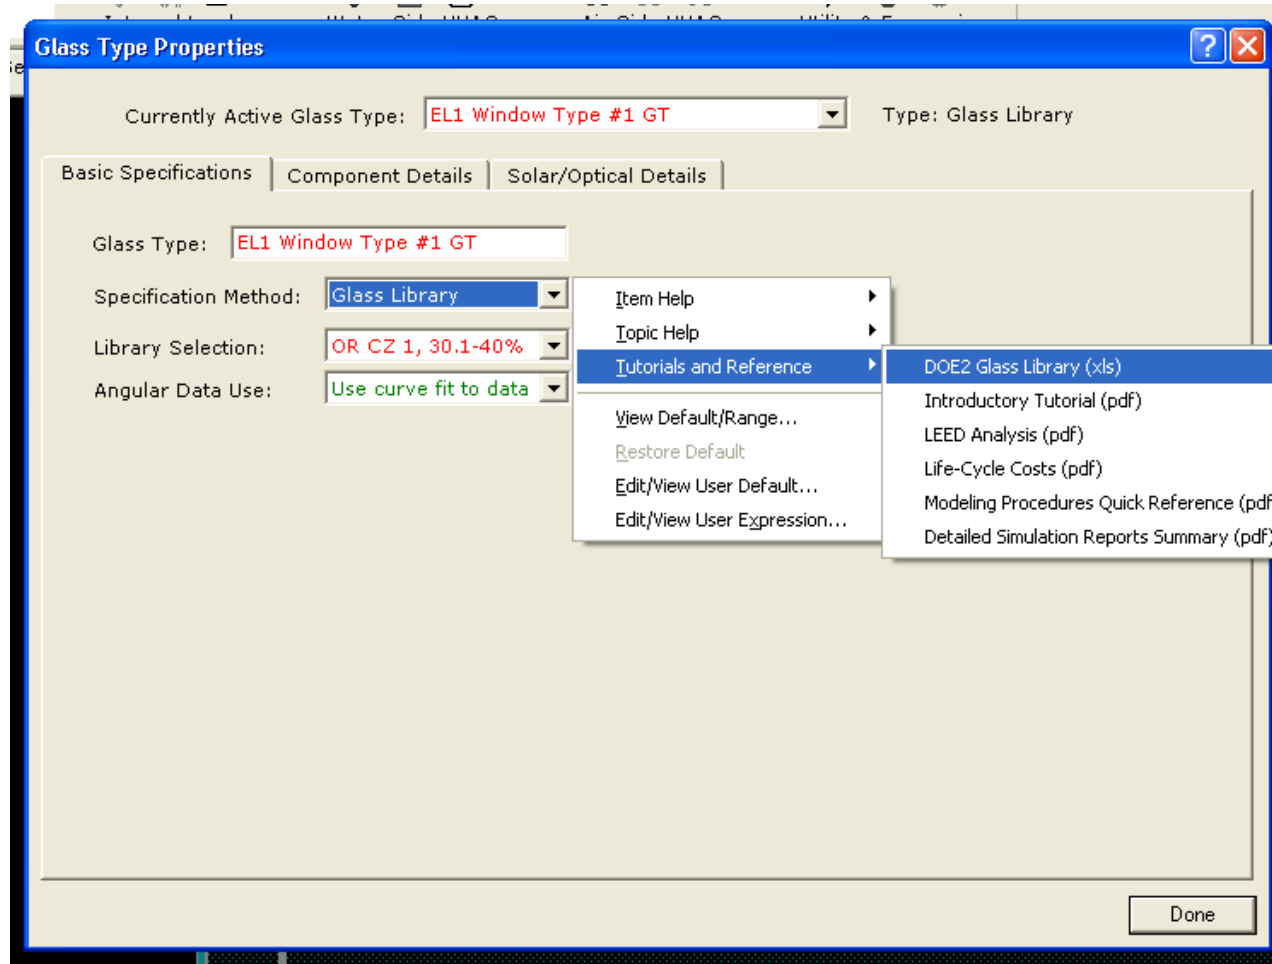 Glass Type Properties
Currently Active Glass Type: EL1 Window Type #1 GT Type: Glass Library
Basic Specifications Component Details Solar/Optical Details
Glass Type: EL1 Window Type #1 GT
Specification Method: Glass Library
Library Selection: OR CZ 1, 30.1-40%
Angular Data Use: Use curve fit to data
Item Help
Topic Help
Tutorials and Reference
View Default/Range...
Restore Default
Edit/View User Default...
Edit/View User Expression...
DOE2 Glass Library (xls)
Introductory Tutorial (pdf)
LEED Analysis (pdf)
Life-Cycle Costs (pdf)
Modeling Procedures Quick Reference (pdf
Detailed Simulation Reports Summary (pdf)
Done